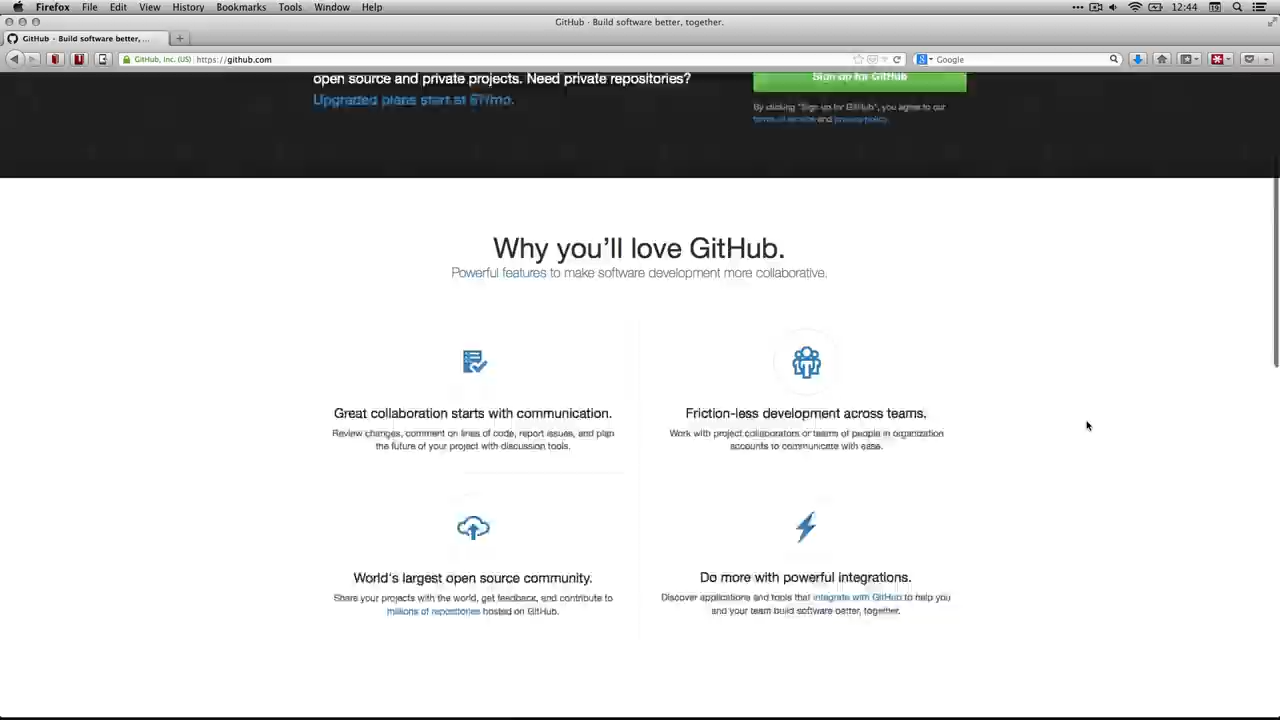 Firefox File Edit View History Bookmarks Tools Window Help 12:44
GitHub · Build software better, together.
GitHub · Build software better, ...
GitHub, Inc. (US) https://github.com Google
open source and private projects. Need private repositories?
Upgraded plans start at $7/mo.
Sign up for GitHub
By clicking "Sign up for GitHub", you agree to our
terms of service and privacy policy.
Why you'll love GitHub.
Powerful features to make software development more collaborative.
Great collaboration starts with communication.
Review changes, comment on lines of code, report issues, and plan
the future of your project with discussion tools.
Friction-less development across teams.
Work with project collaborators or teams of people in organization
accounts to communicate with ease.
World's largest open source community.
Share your projects with the world, get feedback, and contribute to
millions of repositories hosted on GitHub.
Do more with powerful integrations.
Discover applications and tools that integrate with GitHub to help you
and your team build software better, together.